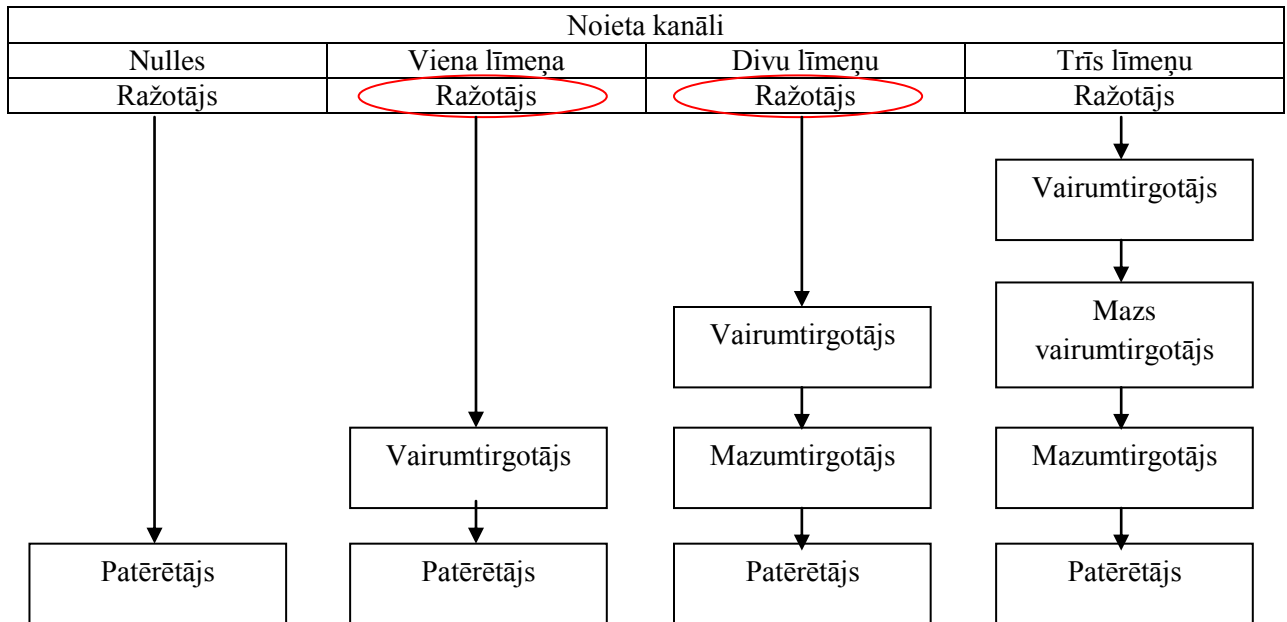 Noieta kanāli
Nulles Viena līmeņa Divu līmeņu Trīs līmeņu
Ražotājs Ražotājs Ražotājs Ražotājs
Vairumtirgotājs
Mazs
vairumtirgotājs
Vairumtirgotājs
Vairumtirgotājs Mazumtirgotājs Mazumtirgotājs
Patērētājs Patērētājs Patērētājs Patērētājs